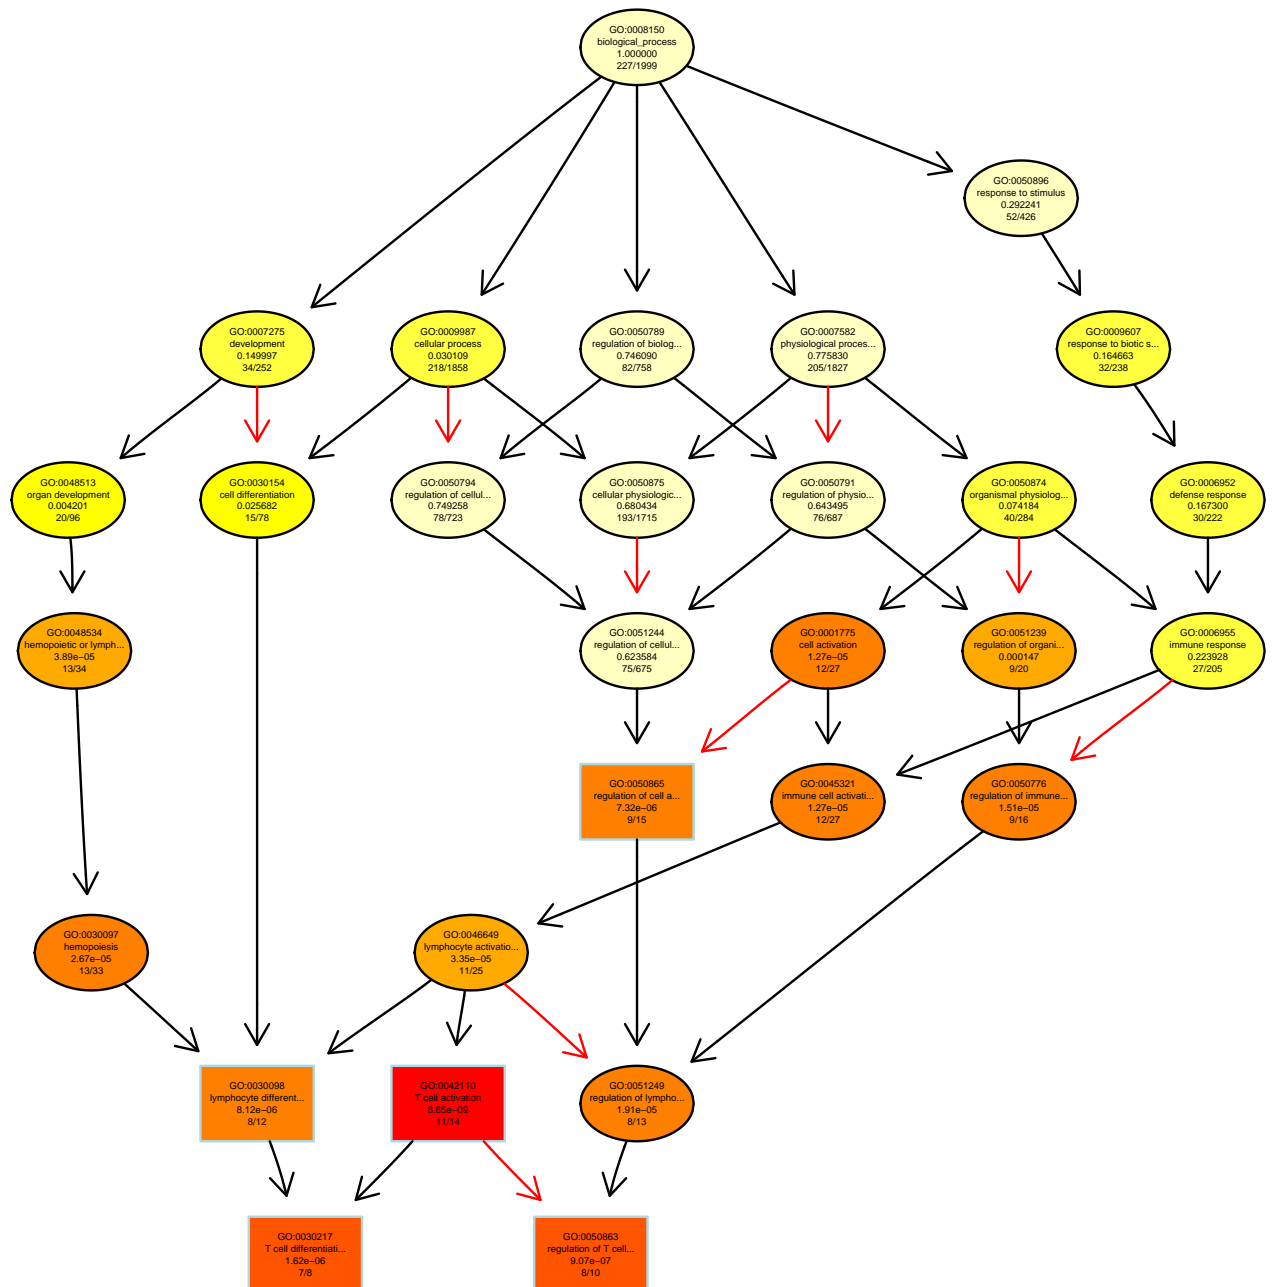 GO:0008150
biological_process
1.000000
227/1999
GO:0050896
response to stimulus
0.292241
52/426
GO:0007275
development
0.149997
34/252
GO:0009987
cellular process
0.030109
218/1858
GO:0050789
regulation of biolog...
0.746090
82/758
GO:0007582
physiological proces...
0.775830
205/1827
GO:0009607
response to biotic s...
0.164663
32/238
GO:0048513
organ development
0.004201
20/96
GO:0030154
cell differentiation
0.025682
15/78
GO:0050794
regulation of cellul...
0.749258
78/723
GO:0050875
cellular physiologic...
0.680434
193/1715
GO:0050791
regulation of physio...
0.643495
76/687
GO:0050874
organismal physiolog...
0.074184
40/284
GO:0006952
defense response
0.167300
30/222
GO:0048534
hemopoietic or lymph...
3.89e−05
13/34
GO:0051244
regulation of cellul...
0.623584
75/675
GO:0001775
cell activation
1.27e−05
12/27
GO:0051239
regulation of organi...
0.000147
9/20
GO:0006955
immune response
0.223928
27/205
GO:0050865
regulation of cell a...
7.32e−06
9/15
GO:0045321
immune cell activati...
1.27e−05
12/27
GO:0050776
regulation of immune...
1.51e−05
9/16
GO:0030097
hemopoiesis
2.67e−05
13/33
GO:0046649
lymphocyte activatio...
3.35e−05
11/25
GO:0030098
lymphocyte different...
8.12e−06
8/12
GO:0042110
T cell activation
8.65e−09
11/14
GO:0051249
regulation of lympho...
1.91e−05
8/13
GO:0030217
T cell differentiati...
1.62e−06
7/8
GO:0050863
regulation of T cell...
9.07e−07
8/10